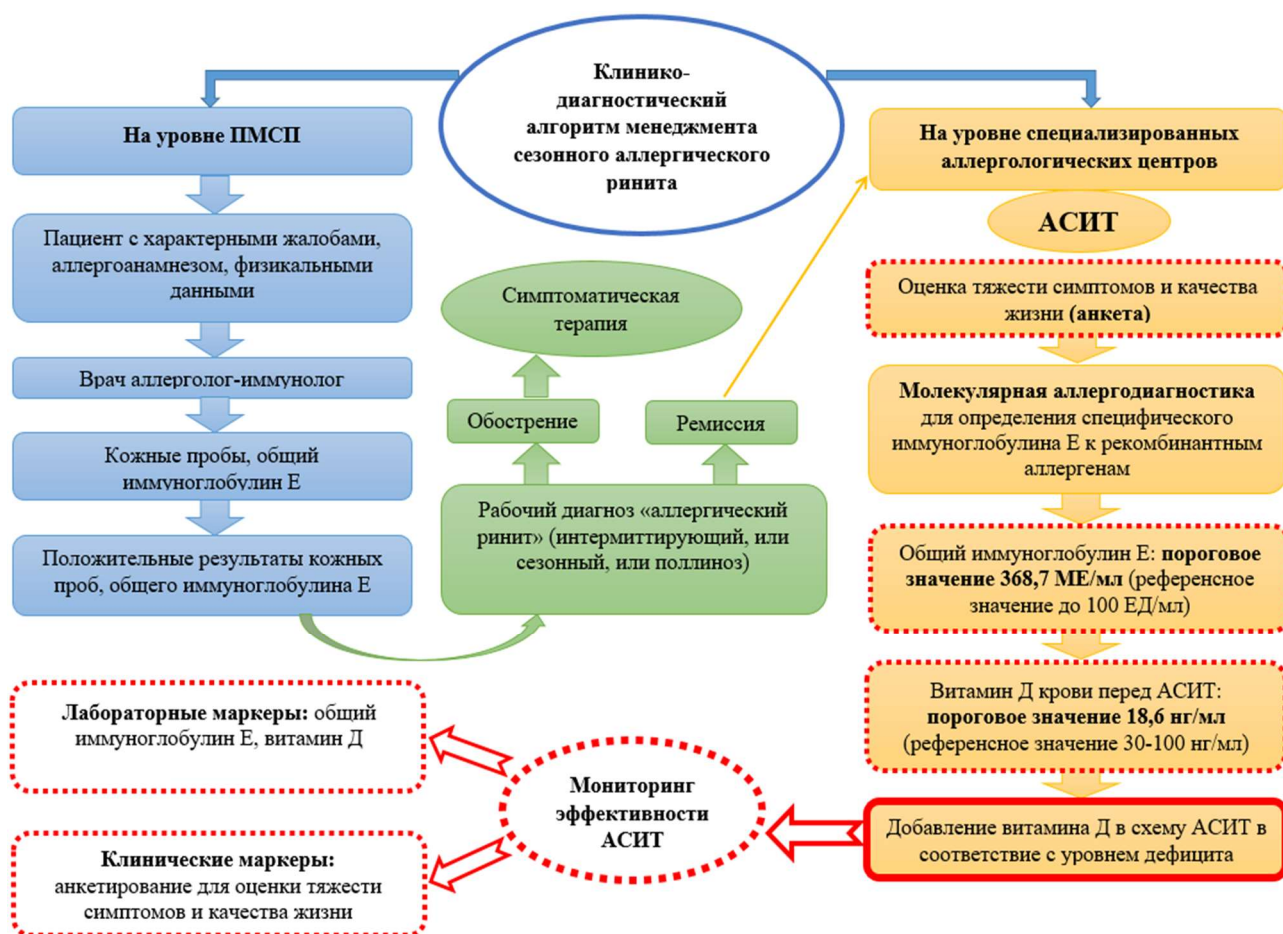 Клинико-
диагностический
алгоритм менеджмента
сезонного аллергического
ринита
На уровне ПМСП
Пациент с характерными жалобами,
аллергоанамнезом, физикальными
данными
Врач аллерголог-иммунолог
Кожные пробы, общий
иммуноглобулин Е
Положительные результаты кожных
проб, общего иммуноглобулина Е
Симптоматическая
терапия
Обострение
Ремиссия
Рабочий диагноз «аллергический
ринит» (интермиттирующий, или
сезонный, или поллиноз)
На уровне специализированных
аллергологических центров
АСИТ
Оценка тяжести симптомов и качества
жизни (анкета)
Молекулярная аллергодиагностика
для определения специфического
иммуноглобулина Е к рекомбинантным
аллергенам
Общий иммуноглобулин Е: пороговое
значение 368,7 МЕ/мл (референсное
значение до 100 ЕД/мл)
Витамин Д крови перед АСИТ:
пороговое значение 18,6 нг/мл
(референсное значение 30-100 нг/мл)
Добавление витамина Д в схему АСИТ в
соответствие с уровнем дефицита
Мониторинг
эффективности
АСИТ
Лабораторные маркеры: общий
иммуноглобулин Е, витамин Д
Клинические маркеры:
анкетирование для оценки тяжести
симптомов и качества жизни